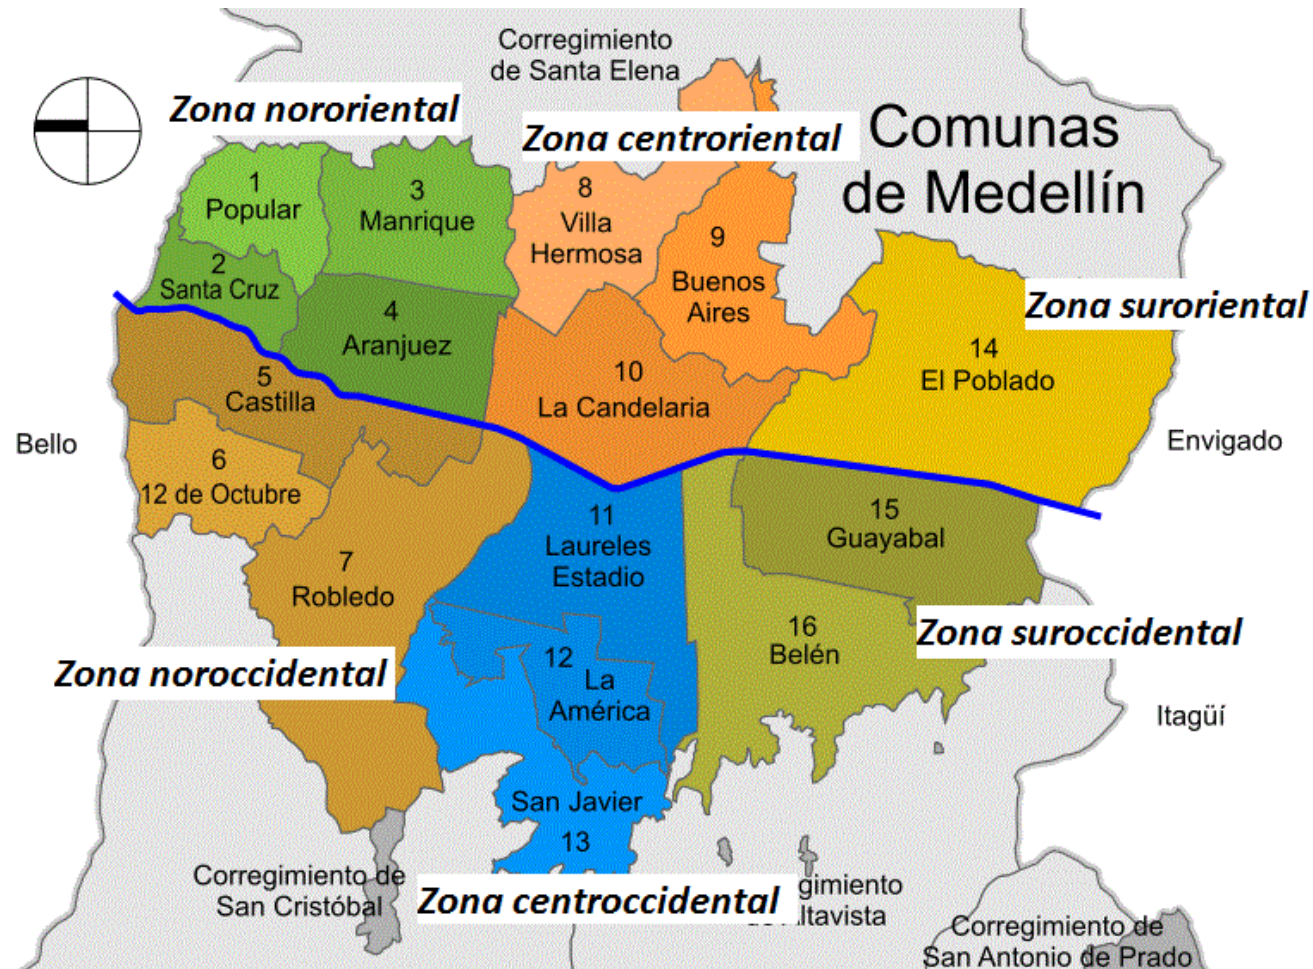 Corregimiento
de Santa Elena
Zona nororiental
Zona centroriental
Comunas
de Medellín
1
Popular
3
Manrique
8
Villa
Hermosa
9
Buenos
Aires
2
Santa Cruz
4
Aranjuez
Zona suroriental
14
El Poblado
5
Castilla
10
La Candelaria
Bello
Envigado
6
12 de Octubre
11
Laureles
Estadio
15
Guayabal
7
Robledo
16
Belén
Zona suroccidental
Zona noroccidental
12
La
América
Itagüí
San Javier
13
Corregimiento de
San Cristóbal
Zona centroccidental
gimiento
Altavista
Corregimiento de
San Antonio de Prado